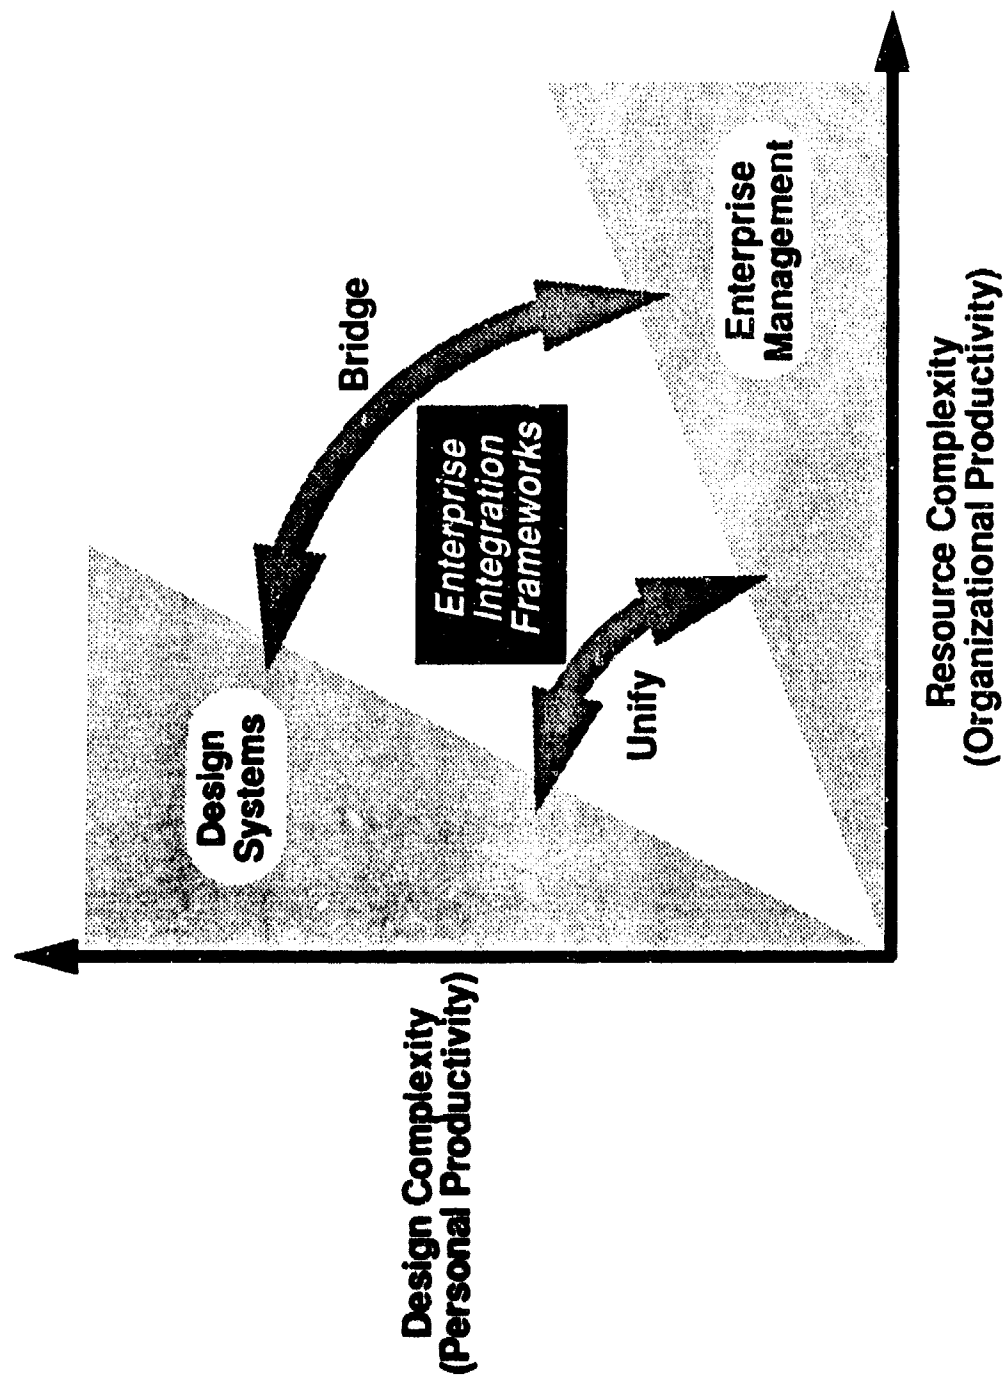 Design Complexity
(Personal Productivity)
Design
Systems
Bridge
Enterprise
Integration
Frameworks
Unify
Enterprise
Management
Resource Complexity
(Organizational Productivity)